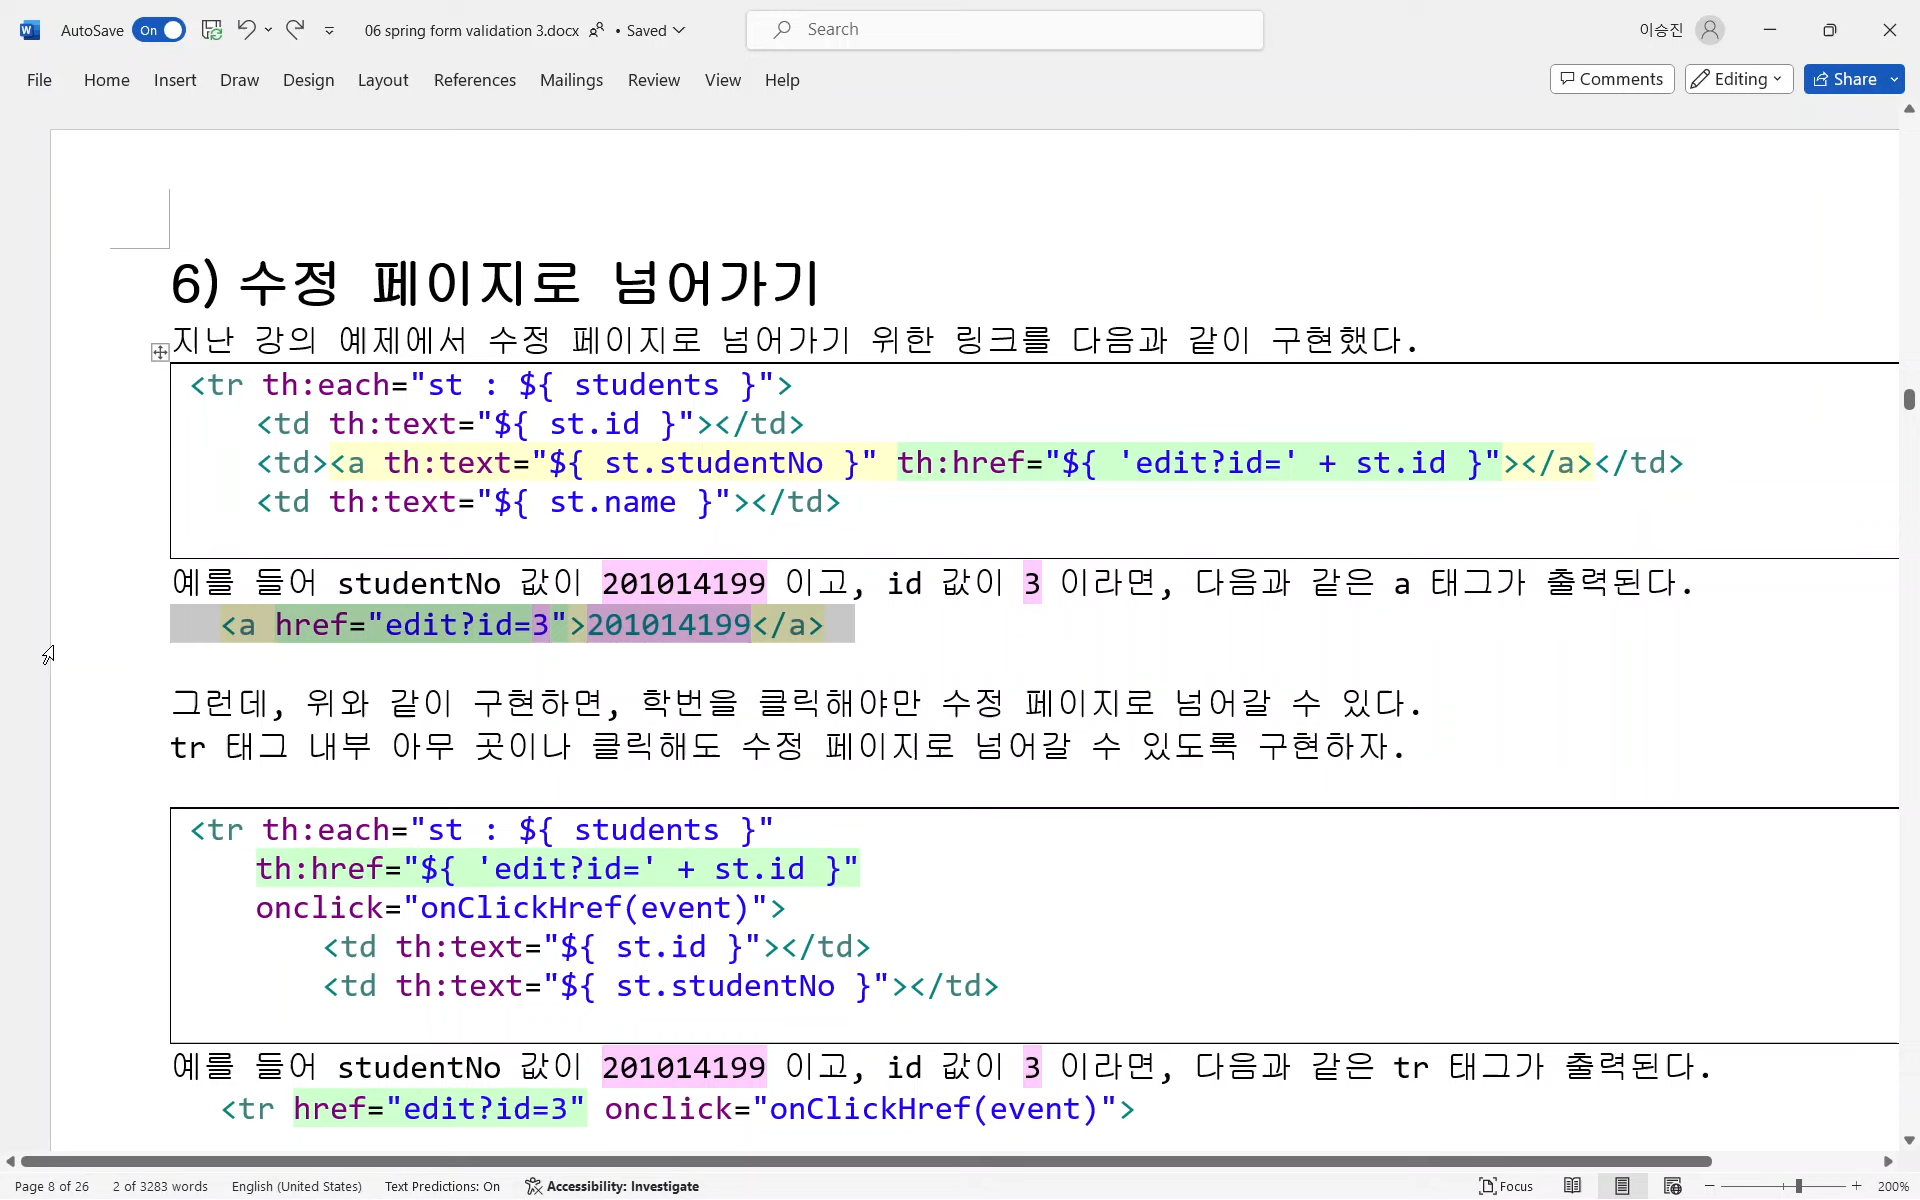 AutoSave On 06 spring form validation 3.docx • Saved Search 이승진
File Home Insert Draw Design Layout References Mailings Review View Help Comments Editing Share
6) 수정 페이지로 넘어가기
지난 강의 예제에서 수정 페이지로 넘어가기 위한 링크를 다음과 같이 구현했다.
<tr th:each="st : ${ students }">
<td th:text="${ st.id }"></td>
<td><a th:text="${ st.studentNo }" th:href="${ 'edit?id=' + st.id }"></a></td>
<td th:text="${ st.name }"></td>
예를 들어 studentNo 값이 201014199 이고, id 값이 3 이라면, 다음과 같은 a 태그가 출력된다.
<a href="edit?id=3">201014199</a>
그런데, 위와 같이 구현하면, 학번을 클릭해야만 수정 페이지로 넘어갈 수 있다.
tr 태그 내부 아무 곳이나 클릭해도 수정 페이지로 넘어갈 수 있도록 구현하자.
<tr th:each="st : ${ students }"
th:href="${ 'edit?id=' + st.id }"
onclick="onClickHref(event)">
<td th:text="${ st.id }"></td>
<td th:text="${ st.studentNo }"></td>
예를 들어 studentNo 값이 201014199 이고, id 값이 3 이라면, 다음과 같은 tr 태그가 출력된다.
<tr href="edit?id=3" onclick="onClickHref(event)">
Page 8 of 26 2 of 3283 words English (United States) Text Predictions: On Accessibility: Investigate Focus 200%